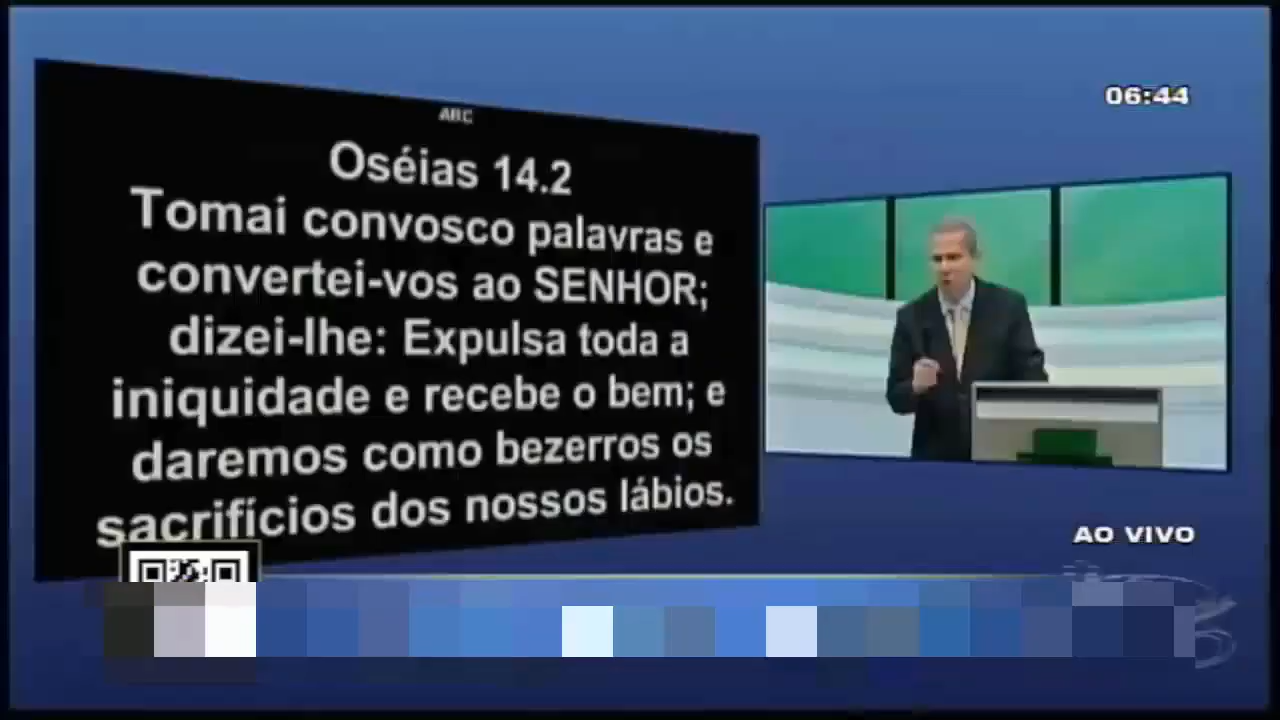 06:44
ABC
Oséias 14.2
Tomai convosco palavras e
convertei-vos ao SENHOR;
dizei-lhe: Expulsa toda a
iniquidade e recebe o bem; e
daremos como bezerros os
sacrifícios dos nossos lábios.
AO VIVO